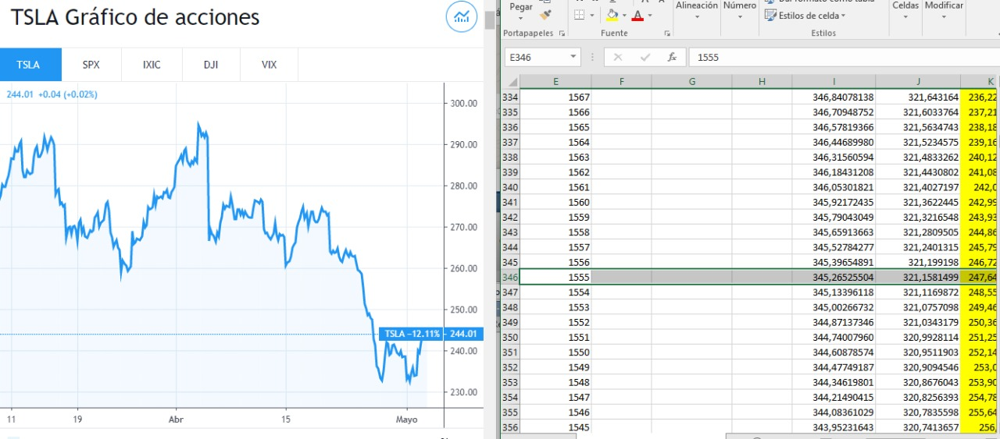 TSLA Gráfico de acciones
TSLA SPX IXIC DJI VIX
244.01 +0.04 (+0.02%)
300.00
290.00
280.00
270.00
260.00
250.00
TSLA −12.11% 244.01
240.00
230.00
11 19 Abr 15 Mayo
Pegar
Portapapeles
Fuente
Alineación
Número
Estilos de celda
Estilos
Celdas
Modificar
E346 fx 1555
E F G H I J K
334 1567 346,84078138 321,643164 236,22
335 1566 346,70948752 321,6033764 237,21
336 1565 346,57819366 321,5634743 238,18
337 1564 346,44689980 321,5234575 239,16
338 1563 346,31560594 321,4833262 240,12
339 1562 346,18431208 321,4430802 241,08
340 1561 346,05301821 321,4027197 242,0
341 1560 345,92172435 321,3622445 242,99
342 1559 345,79043049 321,3216548 243,93
343 1558 345,65913663 321,2809505 244,86
344 1557 345,52784277 321,2401315 245,79
345 1556 345,39654891 321,199198 246,72
346 1555 345,26525504 321,1581499 247,64
347 1554 345,13396118 321,1169872 248,55
348 1553 345,00266732 321,0757098 249,46
349 1552 344,87137346 321,0343179 250,36
350 1551 344,74007960 320,9928114 251,25
351 1550 344,60878574 320,9511903 252,14
352 1549 344,47749187 320,9094546 253,0
353 1548 344,34619801 320,8676043 253,90
354 1547 344,21490415 320,8256393 254,78
355 1546 344,08361029 320,7835598 255,64
356 1545 343,95231643 320,7413657 256,